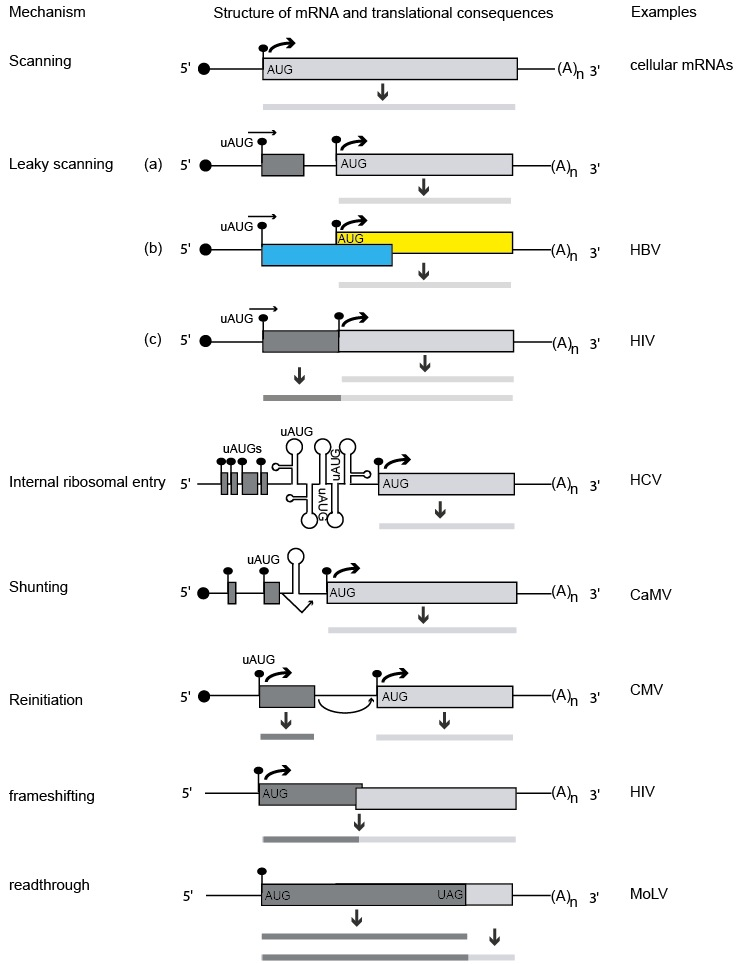 Mechanism Structure of mRNA and translational consequences Examples
Scanning 5' AUG (A)n 3' cellular mRNAs
Leaky scanning (a) 5' uAUG AUG (A)n 3'
(b) 5' uAUG AUG (A)n 3' HBV
(c) 5' uAUG (A)n 3' HIV
uAUG
uAUGs
uAUG
Internal ribosomal entry 5' uAUG AUG (A)n 3' HCV
uAUG
Shunting 5' AUG (A)n 3' CaMV
uAUG
Reinitiation 5' AUG (A)n 3' CMV
frameshifting 5' AUG (A)n 3' HIV
readthrough 5' AUG UAG (A)n 3' MoLV